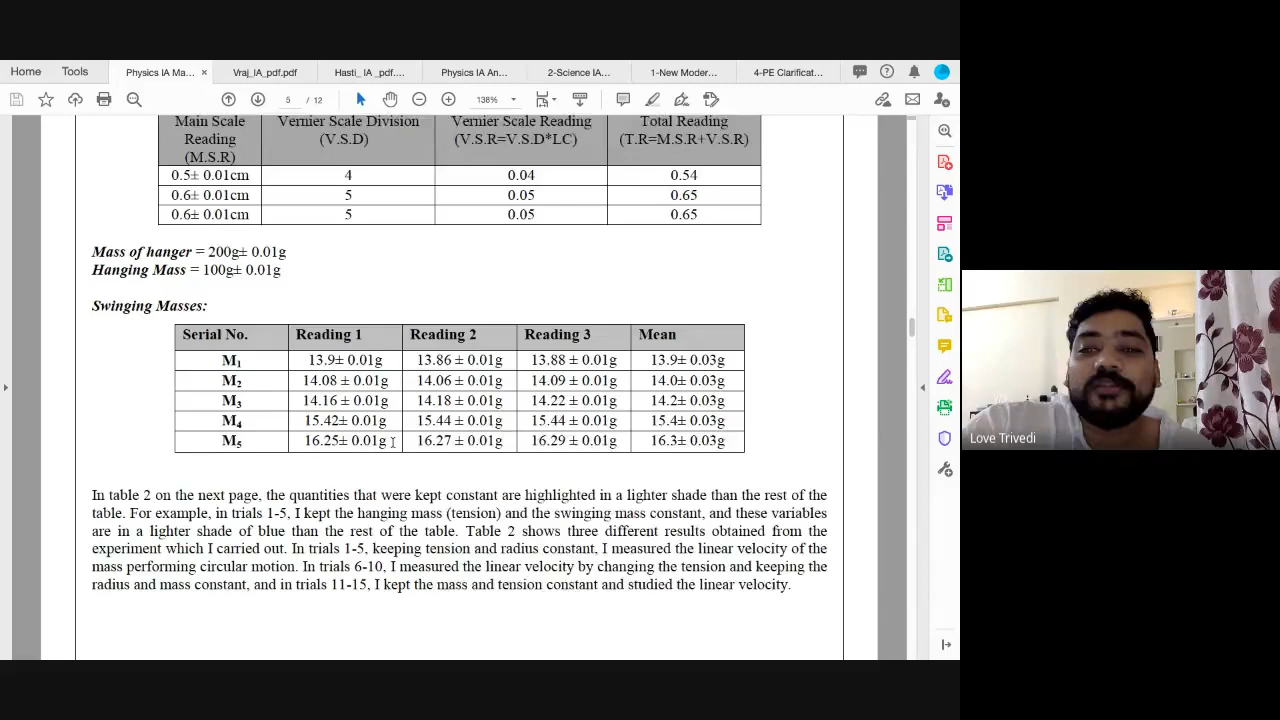 Home Tools Physics IA Ma... × Vraj_IA_pdf.pdf Hasti_ IA _pdf.... Physics IA An... 2-Science IA... 1-New Moder... 4-PE Clarificat...
5 / 12 138%
Main Scale Reading (M.S.R) Vernier Scale Division (V.S.D) Vernier Scale Reading (V.S.R=V.S.D*LC) Total Reading (T.R=M.S.R+V.S.R)
0.5± 0.01cm 4 0.04 0.54
0.6± 0.01cm 5 0.05 0.65
0.6± 0.01cm 5 0.05 0.65
Mass of hanger = 200g± 0.01g
Hanging Mass = 100g± 0.01g
Swinging Masses:
Serial No. Reading 1 Reading 2 Reading 3 Mean
M1 13.9± 0.01g 13.86 ± 0.01g 13.88 ± 0.01g 13.9± 0.03g
M2 14.08 ± 0.01g 14.06 ± 0.01g 14.09 ± 0.01g 14.0± 0.03g
M3 14.16 ± 0.01g 14.18 ± 0.01g 14.22 ± 0.01g 14.2± 0.03g
M4 15.42± 0.01g 15.44 ± 0.01g 15.44 ± 0.01g 15.4± 0.03g
M5 16.25± 0.01g 16.27 ± 0.01g 16.29 ± 0.01g 16.3± 0.03g
In table 2 on the next page, the quantities that were kept constant are highlighted in a lighter shade than the rest of the
table. For example, in trials 1-5, I kept the hanging mass (tension) and the swinging mass constant, and these variables
are in a lighter shade of blue than the rest of the table. Table 2 shows three different results obtained from the
experiment which I carried out. In trials 1-5, keeping tension and radius constant, I measured the linear velocity of the
mass performing circular motion. In trials 6-10, I measured the linear velocity by changing the tension and keeping the
radius and mass constant, and in trials 11-15, I kept the mass and tension constant and studied the linear velocity.
Love Trivedi